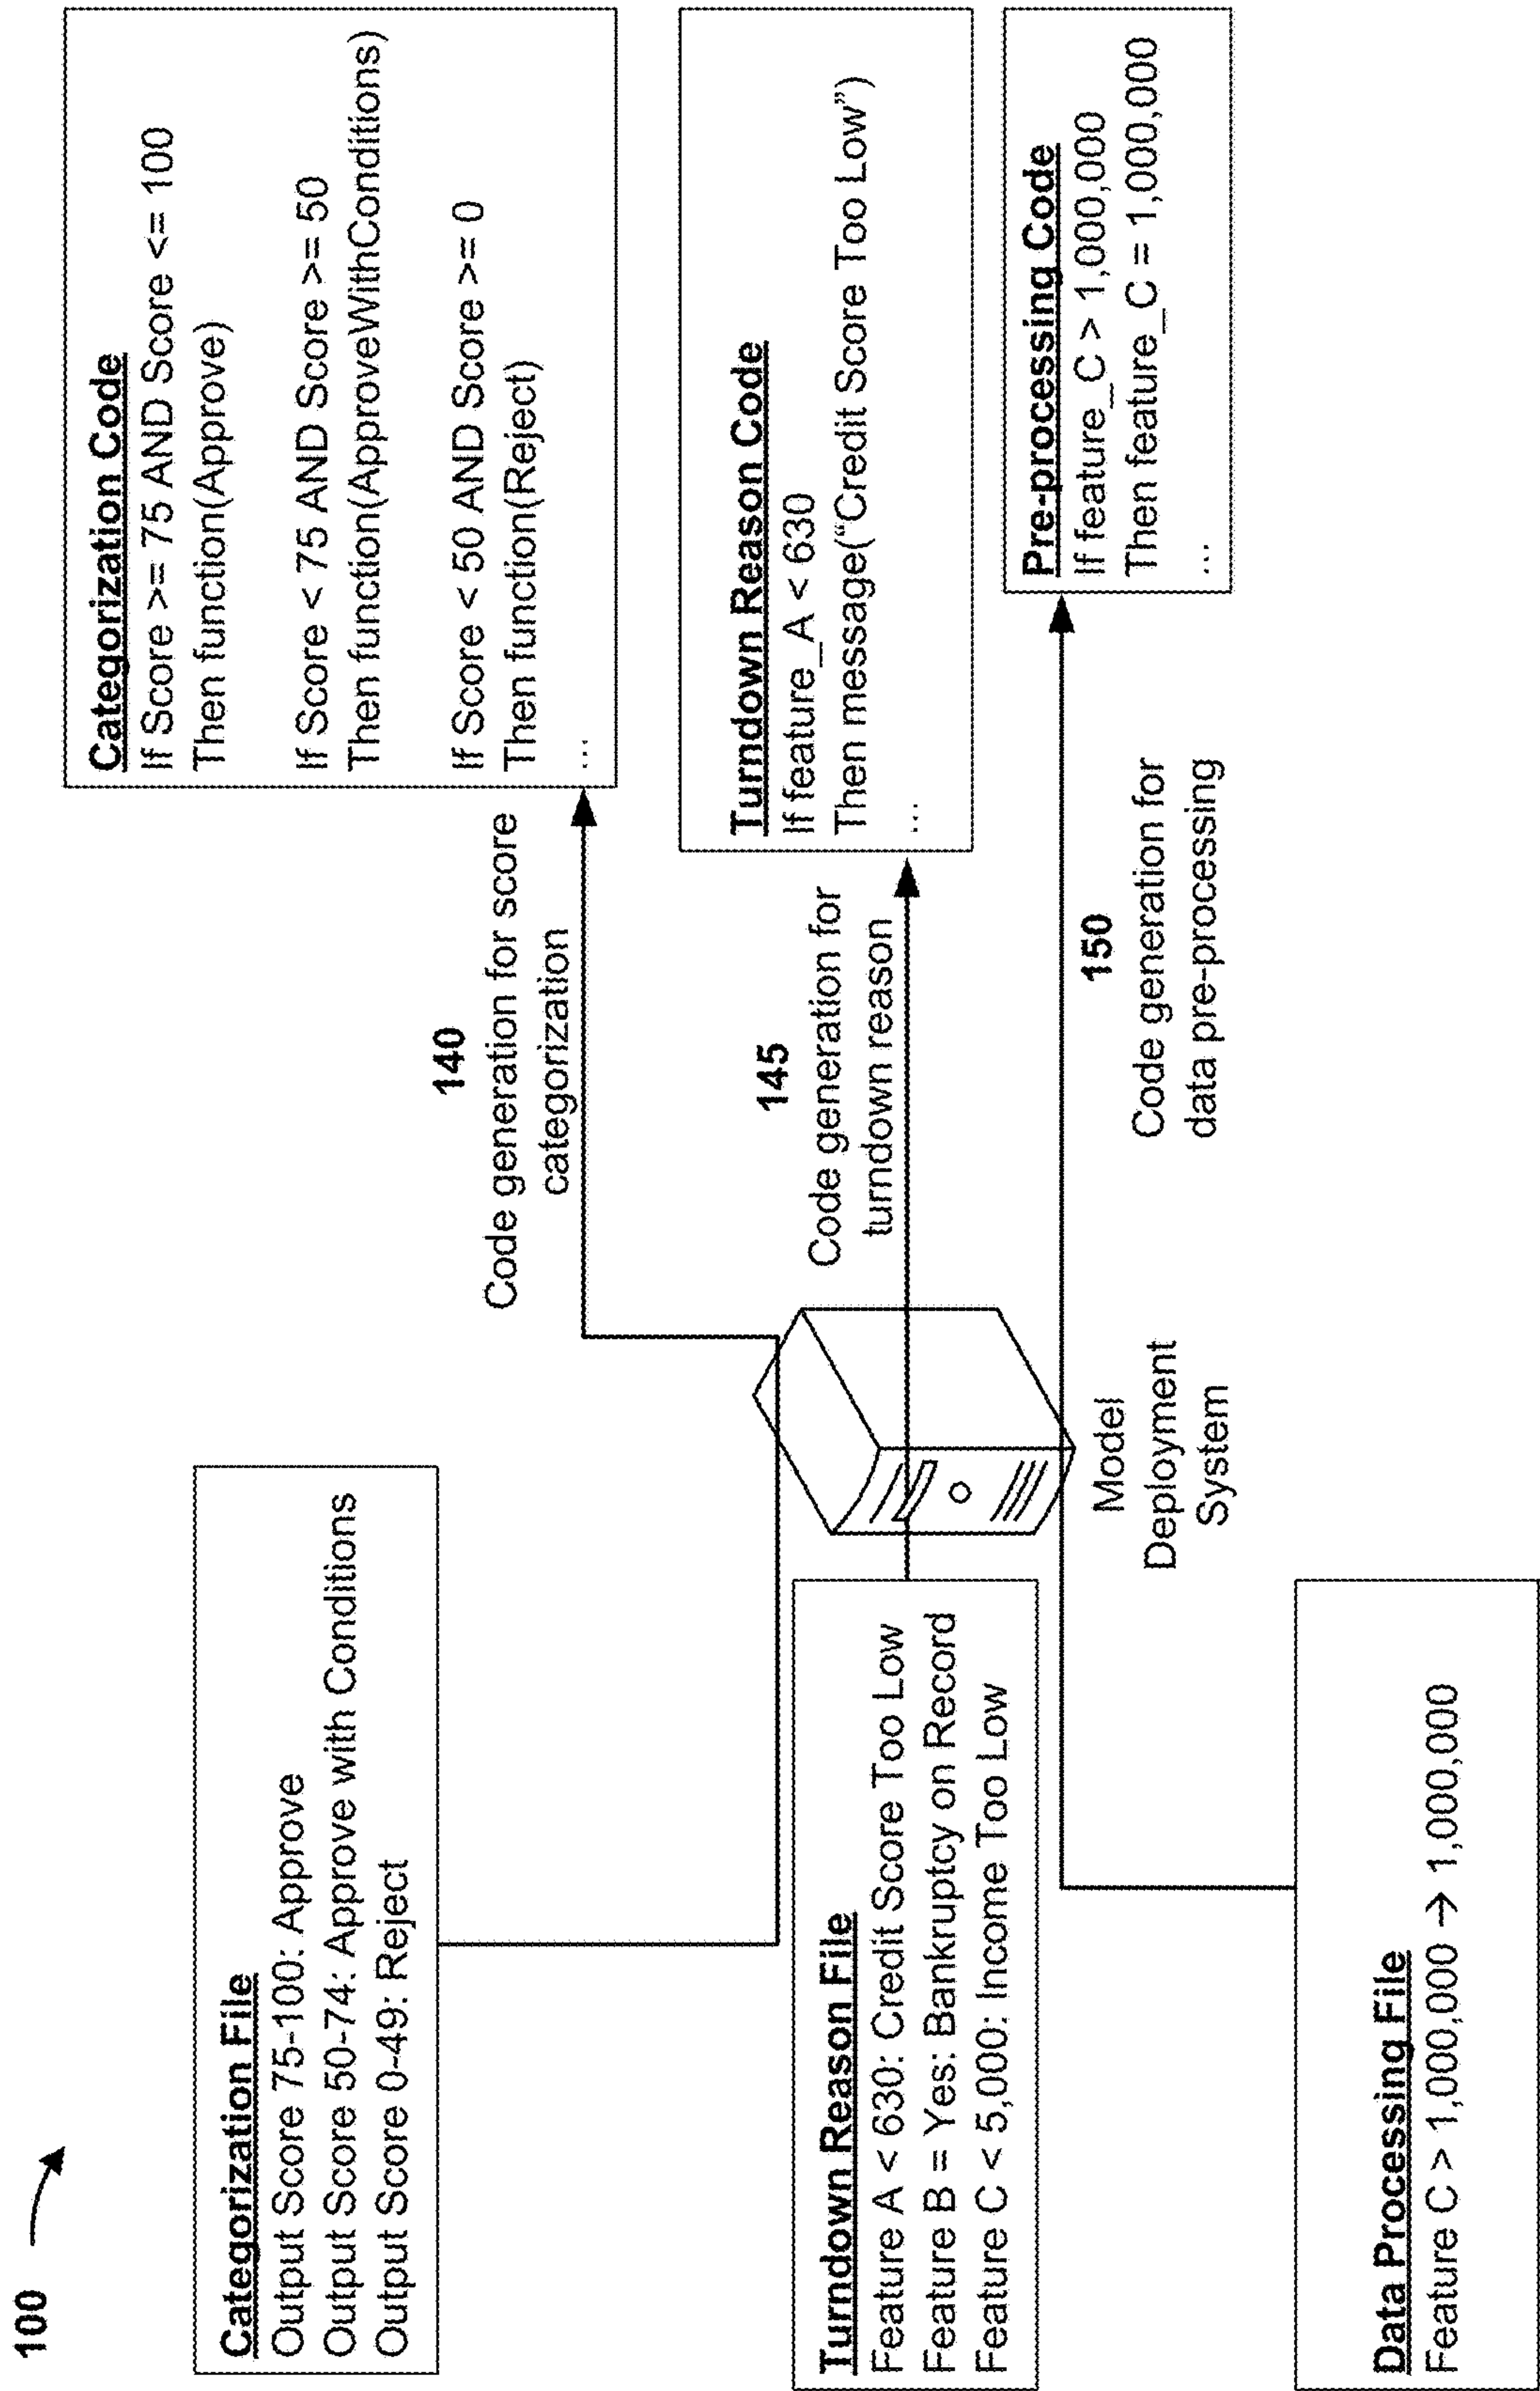 100
Categorization File
Output Score 75-100: Approve
Output Score 50-74: Approve with Conditions
Output Score 0-49: Reject
Turndown Reason File
Feature A < 630: Credit Score Too Low
Feature B = Yes: Bankruptcy on Record
Feature C < 5,000: Income Too Low
Data Processing File
Feature C > 1,000,000 → 1,000,000
Model
Deployment
System
140
Code generation for score
categorization
145
Code generation for
turndown reason
150
Code generation for
data pre-processing
Categorization Code
If Score >= 75 AND Score <= 100
Then function(Approve)
If Score < 75 AND Score >= 50
Then function(ApproveWithConditions)
If Score < 50 AND Score >= 0
Then function(Reject)
...
Turndown Reason Code
If feature_A < 630
Then message(“Credit Score Too Low”)
...
Pre-processing Code
If feature_C > 1,000,000
Then feature_C = 1,000,000
...